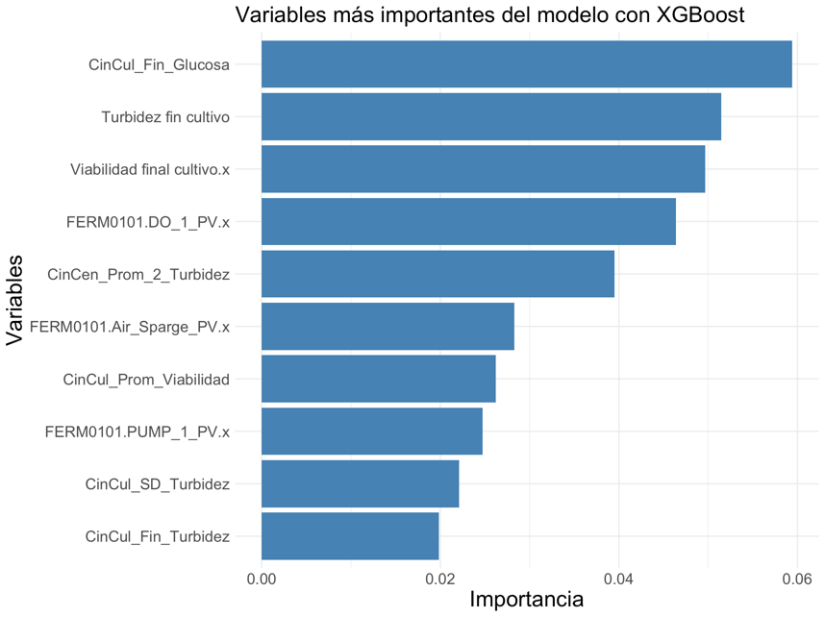 Variables más importantes del modelo con XGBoost
CinCul_Fin_Glucosa
Turbidez fin cultivo
Viabilidad final cultivo.x
FERM0101.DO_1_PV.x
CinCen_Prom_2_Turbidez
FERM0101.Air_Sparge_PV.x
CinCul_Prom_Viabilidad
FERM0101.PUMP_1_PV.x
CinCul_SD_Turbidez
CinCul_Fin_Turbidez
Variables
0.00 0.02 0.04 0.06
Importancia